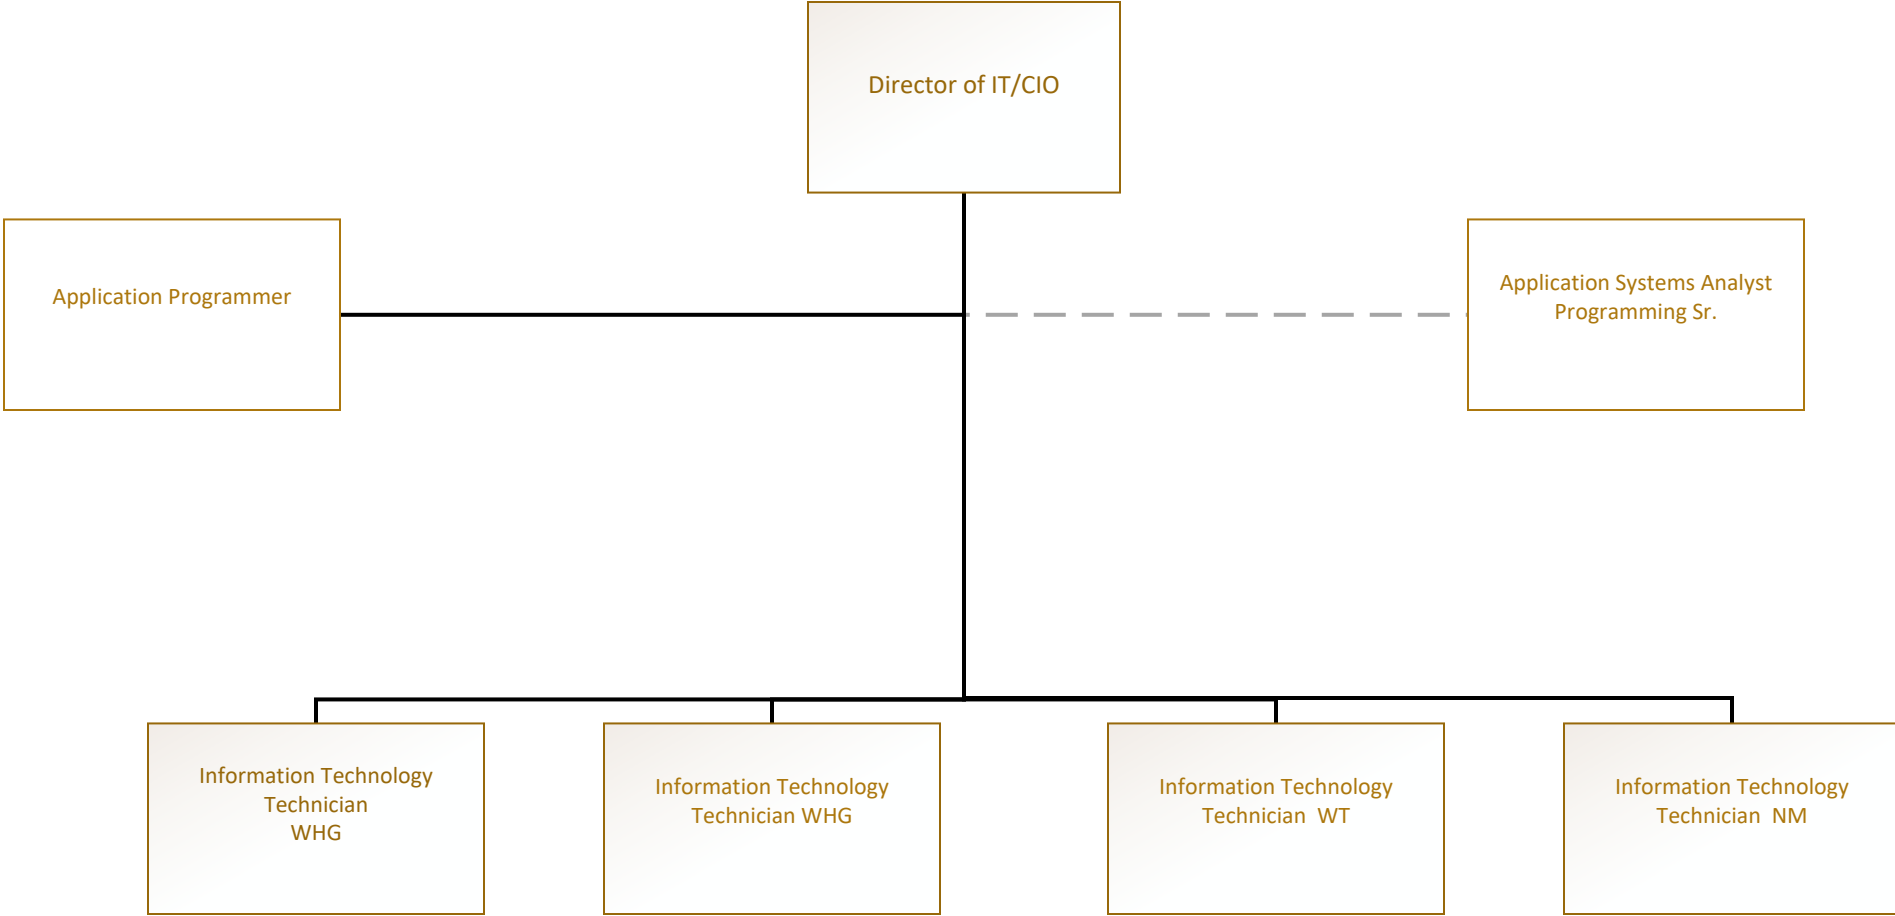 Director of IT/CIO
Application Programmer
Application Systems Analyst
Programming Sr.
Information Technology
Technician
WHG
Information Technology
Technician WHG
Information Technology
Technician  WT
Information Technology
Technician  NM